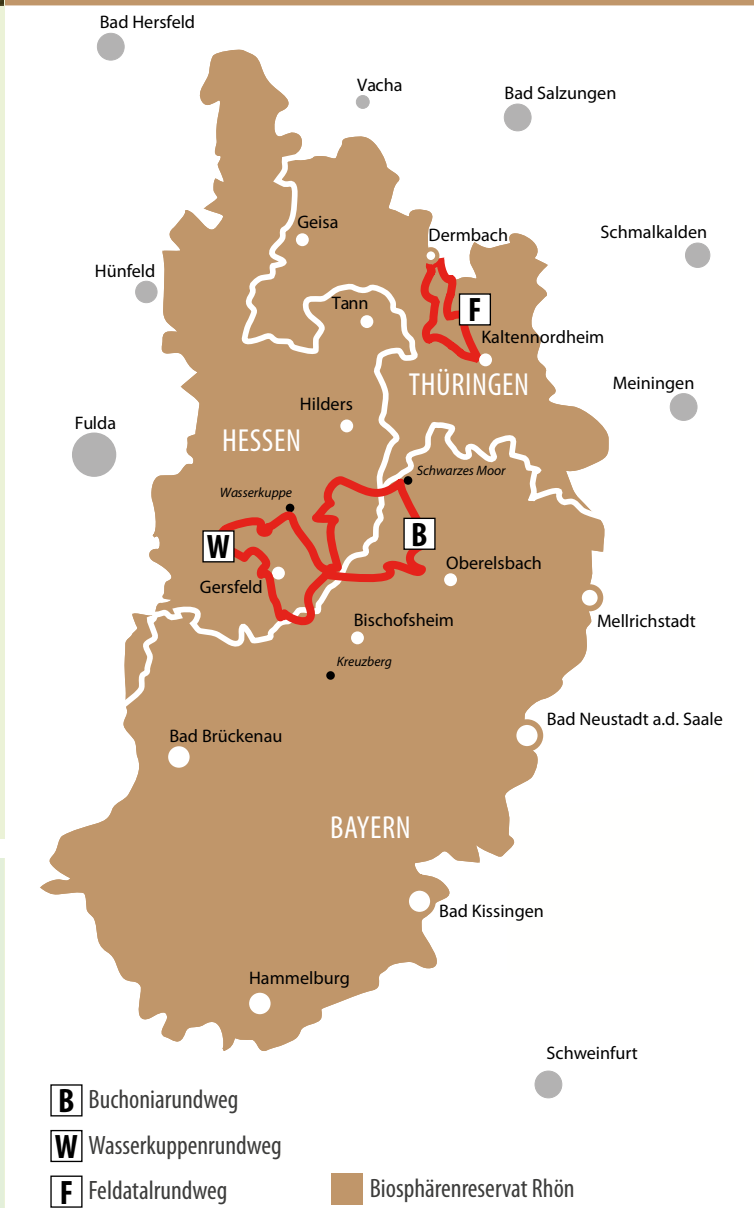 Bad Hersfeld
Vacha
Bad Salzungen
Geisa
Dermbach
Schmalkalden
Hünfeld
Tann
F
Kaltennordheim
THÜRINGEN
Meiningen
Hilders
Fulda
HESSEN
Schwarzes Moor
Wasserkuppe
B
W
Oberelsbach
Gersfeld
Bischofsheim
Mellrichstadt
Kreuzberg
Bad Neustadt a.d. Saale
Bad Brückenau
BAYERN
Bad Kissingen
Hammelburg
Schweinfurt
B Buchoniarundweg
W Wasserkuppenrundweg
F Feldatalrundweg
Biosphärenreservat Rhön